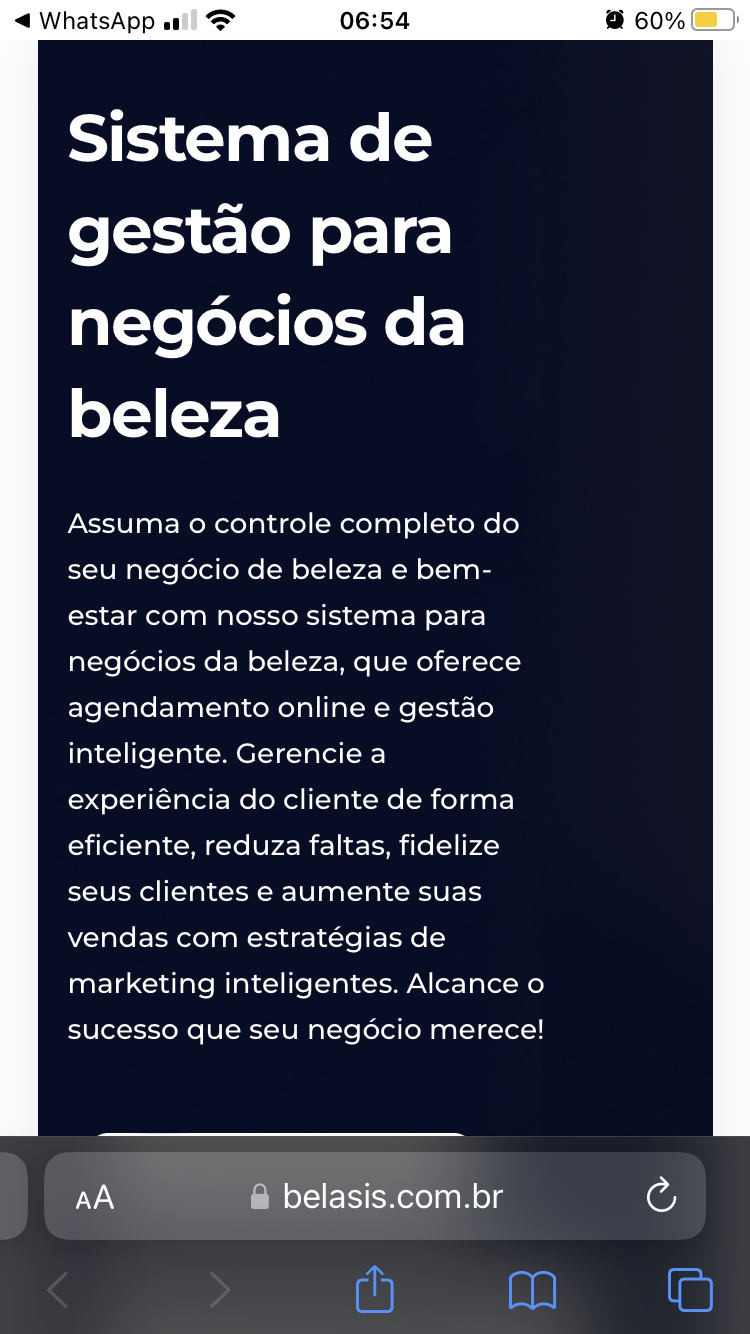 WhatsApp 06:54 60%
Sistema de
gestão para
negócios da
beleza
Assuma o controle completo do
seu negócio de beleza e bem-
estar com nosso sistema para
negócios da beleza, que oferece
agendamento online e gestão
inteligente. Gerencie a
experiência do cliente de forma
eficiente, reduza faltas, fidelize
seus clientes e aumente suas
vendas com estratégias de
marketing inteligentes. Alcance o
sucesso que seu negócio merece!
AA belasis.com.br